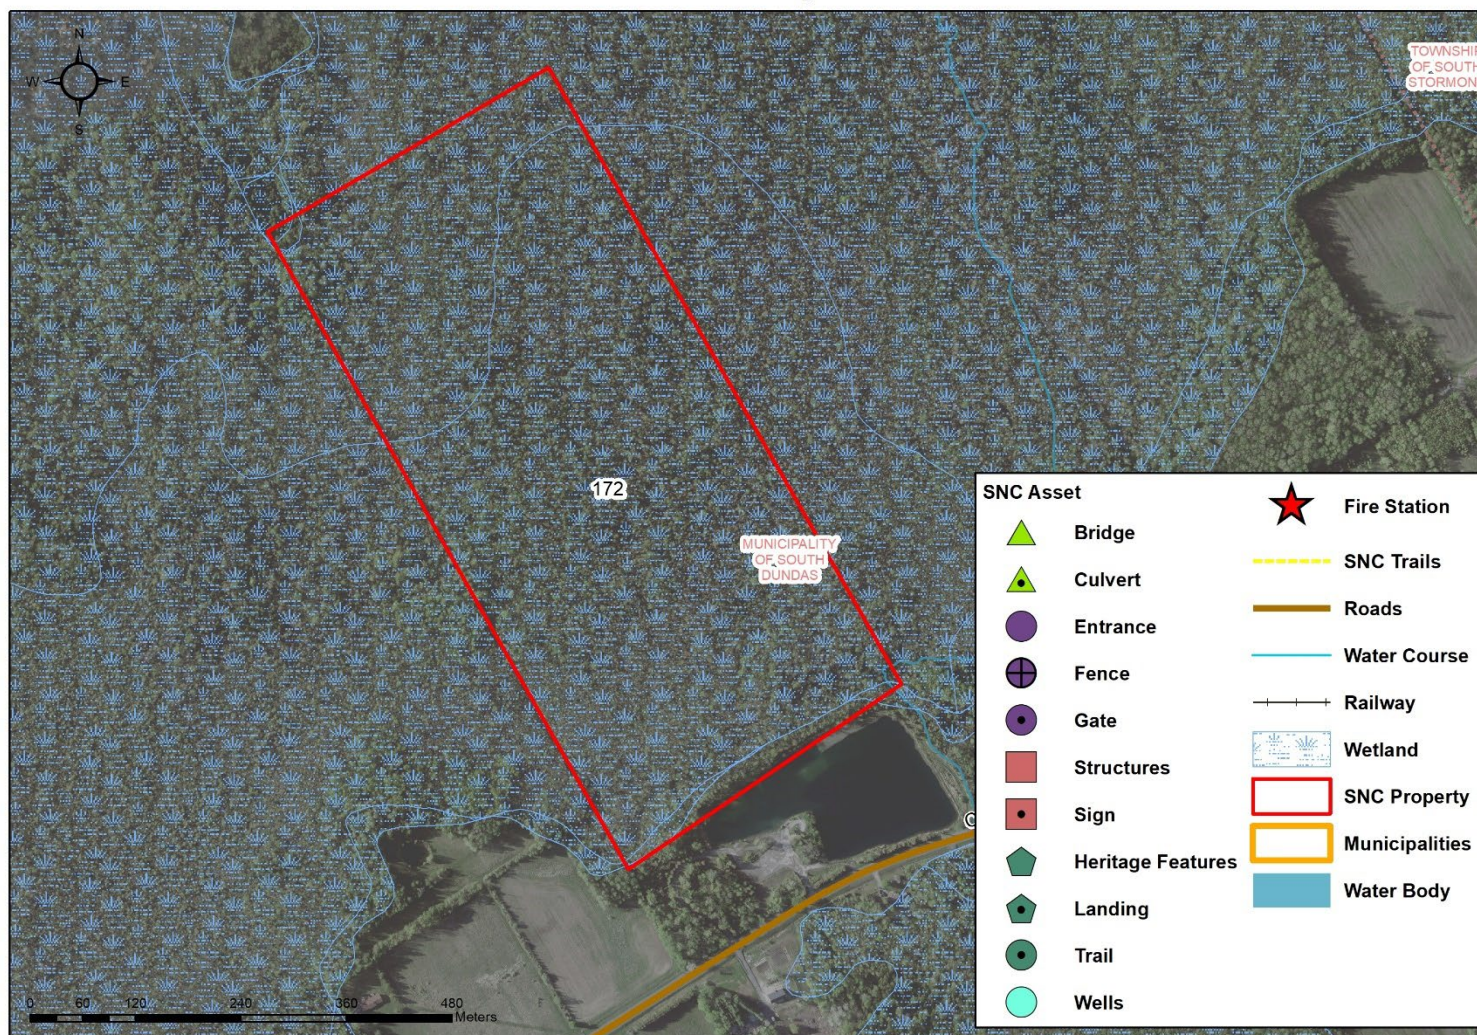 N
W E
S
TOWNSHIP
OF SOUTH
STORMON
172
MUNICIPALITY
OF SOUTH
DUNDAS
SNC Asset
Bridge
Culvert
Entrance
Fence
Gate
Structures
Sign
Heritage Features
Landing
Trail
Wells
Fire Station
SNC Trails
Roads
Water Course
Railway
Wetland
SNC Property
Municipalities
Water Body
0 60 120 240 360 480
Meters